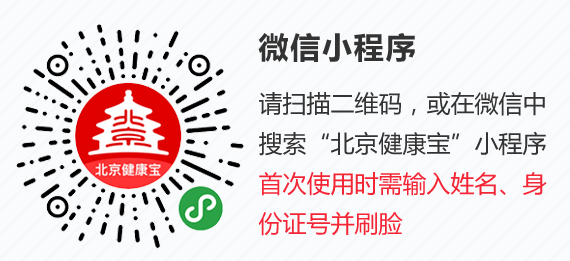 微信小程序
请扫描二维码，或在微信中
搜索“北京健康宝”小程序
首次使用时需输入姓名、身
份证号并刷脸
北京健康宝